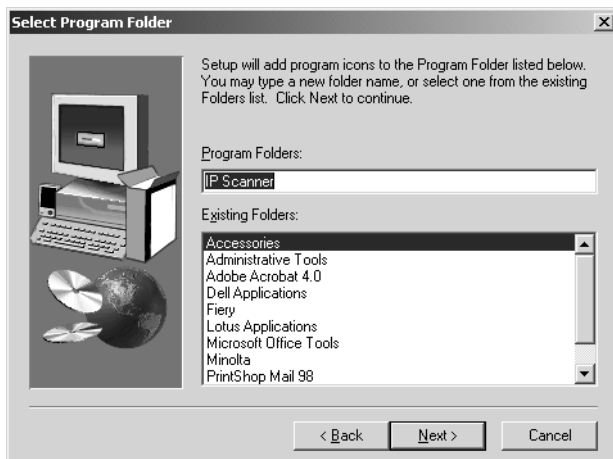 Select Program Folder
Setup will add program icons to the Program Folder listed below.
You may type a new folder name, or select one from the existing
Folders list. Click Next to continue.
Program Folders:
IP Scanner
Existing Folders:
Accessories
Administrative Tools
Adobe Acrobat 4.0
Dell Applications
Fiery
Lotus Applications
Microsoft Office Tools
Minolta
PrintShop Mail 98
< Back
Next >
Cancel